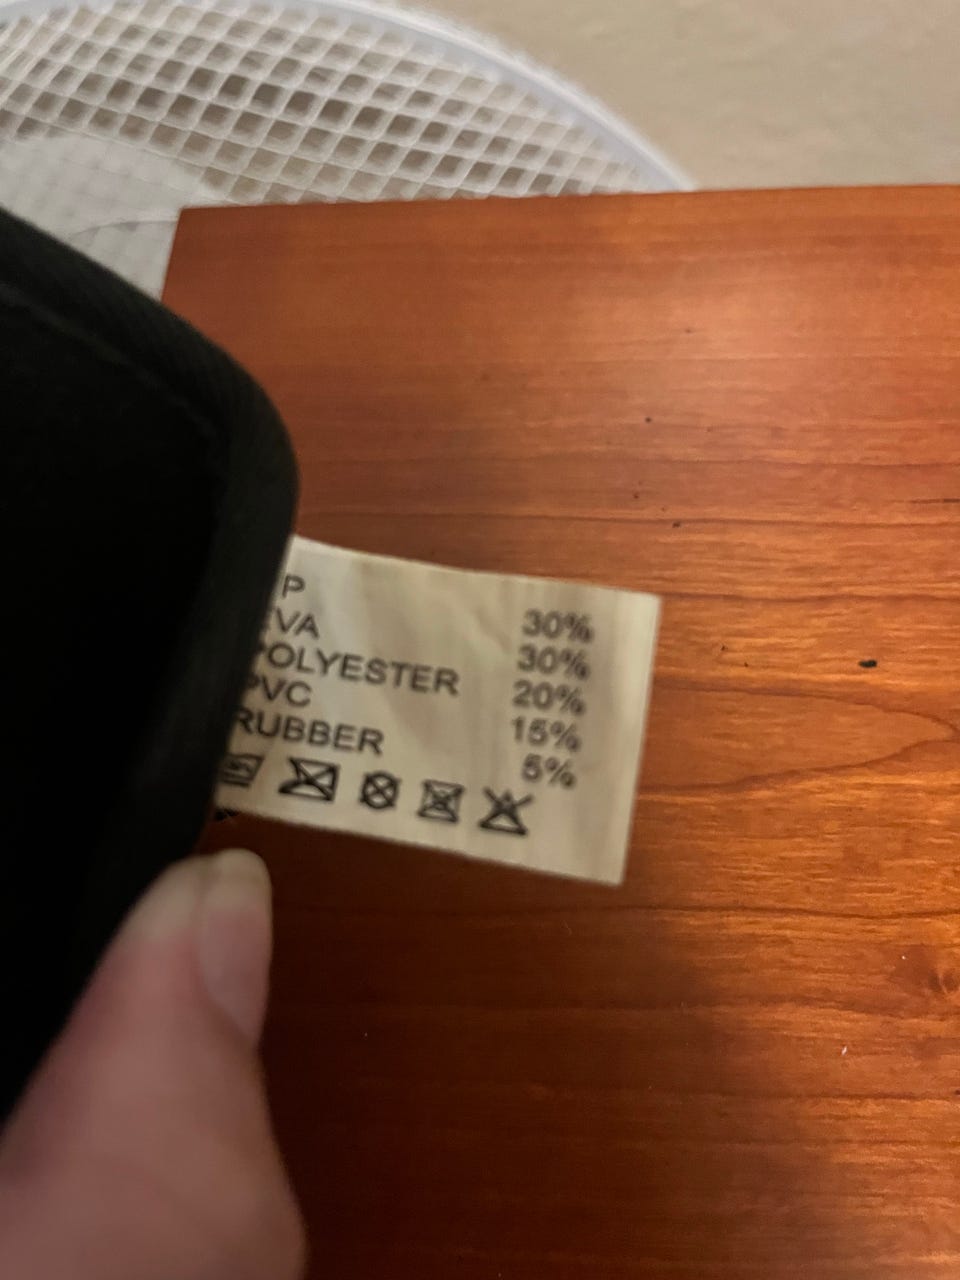 P 30%
EVA 30%
POLYESTER 20%
PVC 15%
RUBBER 5%